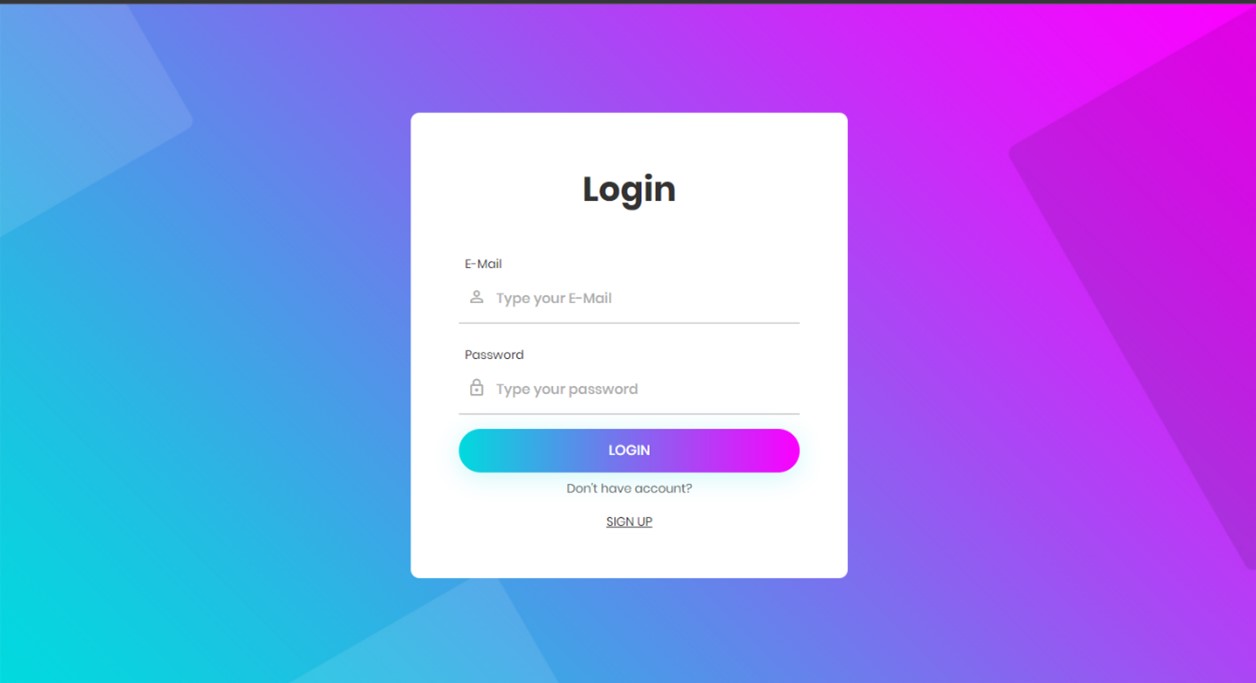 Login
E-Mail
Type your E-Mail
Password
Type your password
LOGIN
Don't have account?
SIGN UP